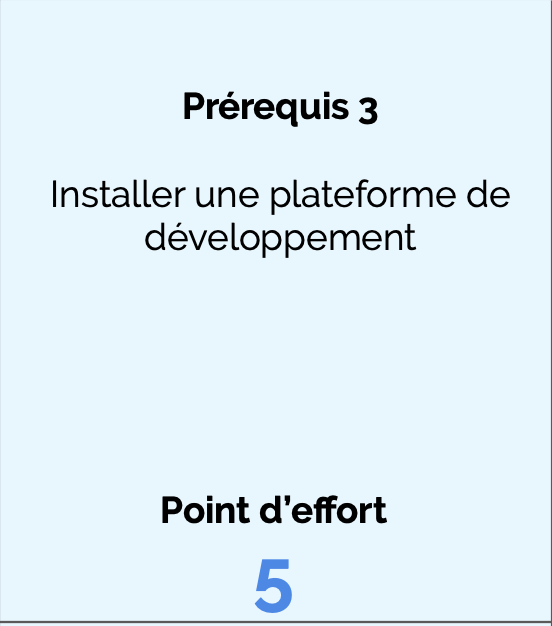 Prérequis 3
Installer une plateforme de
développement
Point d’effort
5